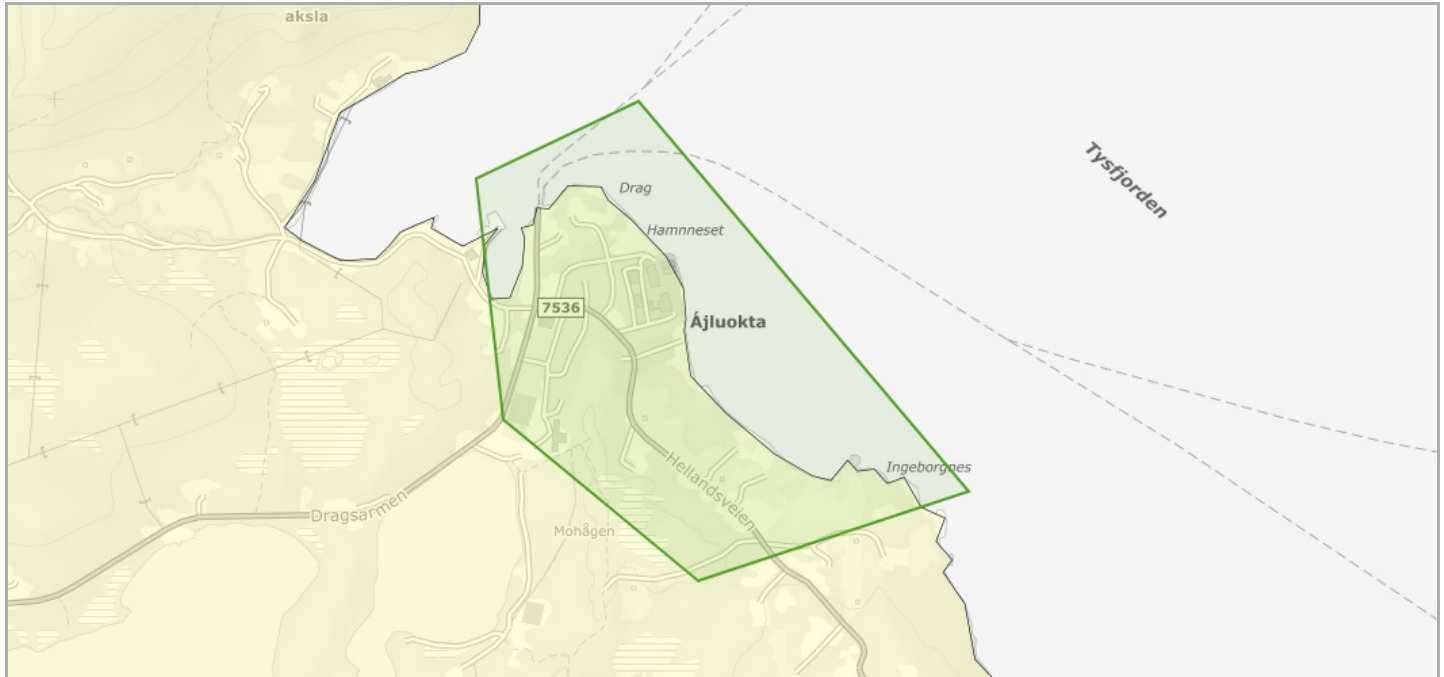 aksla
Tysfjorden
Drag
Hamnneset
7536
Ájluokta
Ingeborgnes
Hellandsveien
Dragsarmen
Mohågen